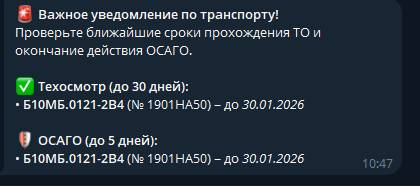 🚨 Важное уведомление по транспорту!
Проверьте ближайшие сроки прохождения ТО и
окончание действия ОСАГО.
✅ Техосмотр (до 30 дней):
• Б10МБ.0121-2В4 (№ 1901НА50) – до 30.01.2026
🛡 ОСАГО (до 5 дней):
• Б10МБ.0121-2В4 (№ 1901НА50) – до 30.01.2026
10:47